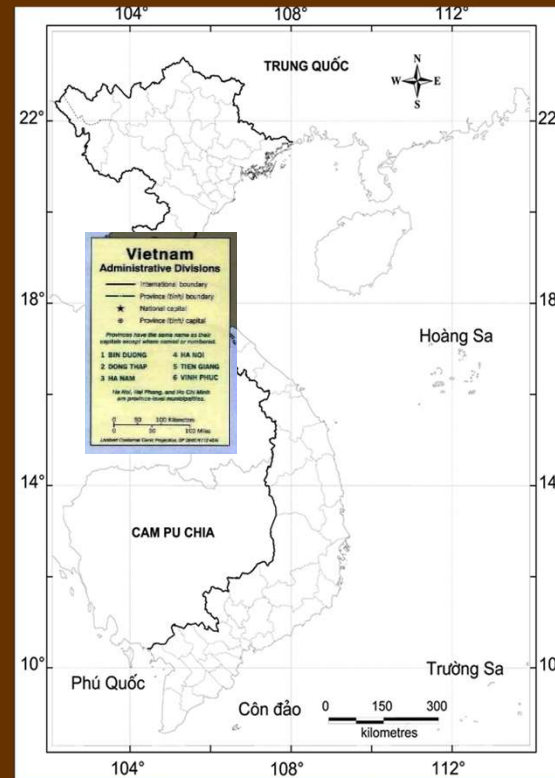 104° 108° 112°
TRUNG QUỐC
N
W E
S
22° 22°
18° 18°
Vietnam
Administrative Divisions
International boundary
Province (tỉnh) boundary
National capital
Province (tỉnh) capital
Provinces have the same name as their
capitals except where named or numbered.
1 BIN DUONG 4 HA NOI
2 DONG THAP 5 TIEN GIANG
3 HA NAM 6 VINH PHUC
Ha Noi, Hai Phong, and Ho Chi Minh
are province-level municipalities.
0 50 100 Kilometers
0 50 100 Miles
Hoàng Sa
14° 14
CAM PU CHIA
10° 10
Phú Quốc
Trường Sa
Côn đảo
0 150 300
kilometres
104° 108° 112°